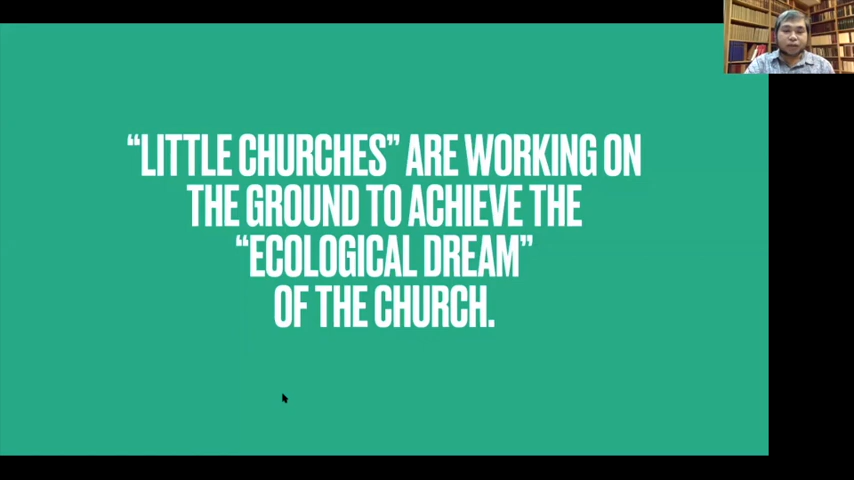 “LITTLE CHURCHES” ARE WORKING ON
THE GROUND TO ACHIEVE THE
“ECOLOGICAL DREAM”
OF THE CHURCH.